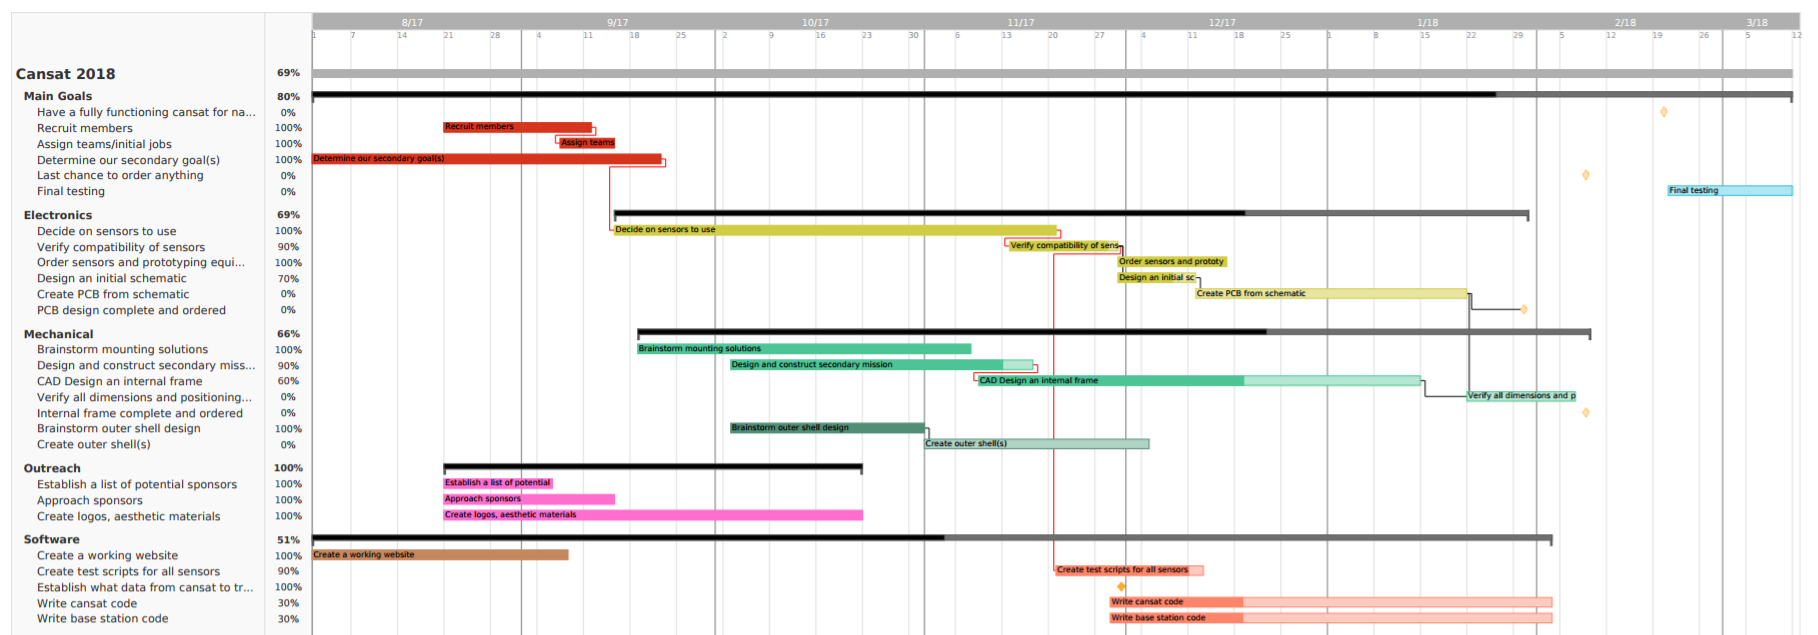 8/17 9/17 10/17 11/17 12/17 1/18 2/18 3/18
1 7 14 21 28 4 11 18 25 2 9 16 23 30 6 13 20 27 4 11 18 25 1 8 15 22 29 5 12 19 26 5 12
Cansat 2018 69%
Main Goals 80%
Have a fully functioning cansat for na... 0%
Recruit members 100% Recruit members
Assign teams/initial jobs 100% Assign teams
Determine our secondary goal(s) 100% Determine our secondary goal(s)
Last chance to order anything 0%
Final testing 0% Final testing
Electronics 69%
Decide on sensors to use 100% Decide on sensors to use
Verify compatibility of sensors 90% Verify compatibility of sens
Order sensors and prototyping equi... 100% Order sensors and prototy
Design an initial schematic 70% Design an initial sc
Create PCB from schematic 0% Create PCB from schematic
PCB design complete and ordered 0%
Mechanical 66%
Brainstorm mounting solutions 100% Brainstorm mounting solutions
Design and construct secondary miss... 90% Design and construct secondary mission
CAD Design an internal frame 60% CAD Design an internal frame
Verify all dimensions and positioning... 0% Verify all dimensions and p
Internal frame complete and ordered 0%
Brainstorm outer shell design 100% Brainstorm outer shell design
Create outer shell(s) 0% Create outer shell(s)
Outreach 100%
Establish a list of potential sponsors 100% Establish a list of potential
Approach sponsors 100% Approach sponsors
Create logos, aesthetic materials 100% Create logos, aesthetic materials
Software 51%
Create a working website 100% Create a working website
Create test scripts for all sensors 90% Create test scripts for all sensors
Establish what data from cansat to tr... 100%
Write cansat code 30% Write cansat code
Write base station code 30% Write base station code